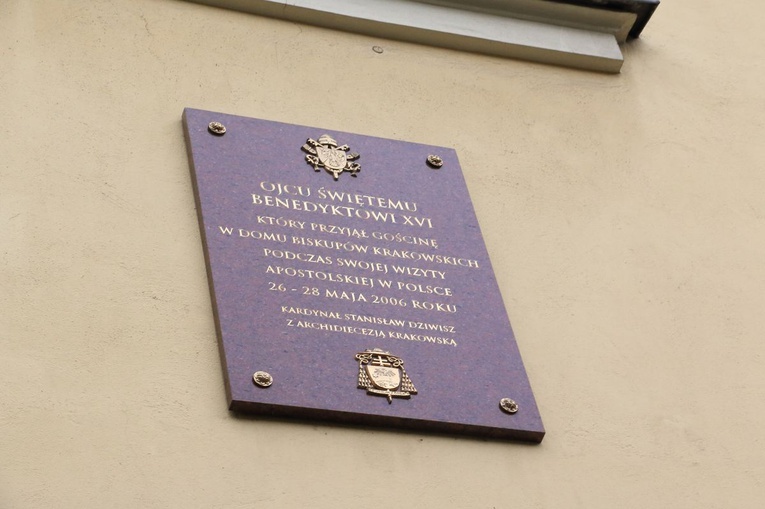 OJCU ŚWIĘTEMU
BENEDYKTOWI XVI
KTÓRY PRZYJĄŁ GOŚCINĘ
W DOMU BISKUPÓW KRAKOWSKICH
PODCZAS SWOJEJ WIZYTY
APOSTOLSKIEJ W POLSCE
26 - 28 MAJA 2006 ROKU
KARDYNAŁ STANISŁAW DZIWISZ
Z ARCHIDIECEZJĄ KRAKOWSKĄ